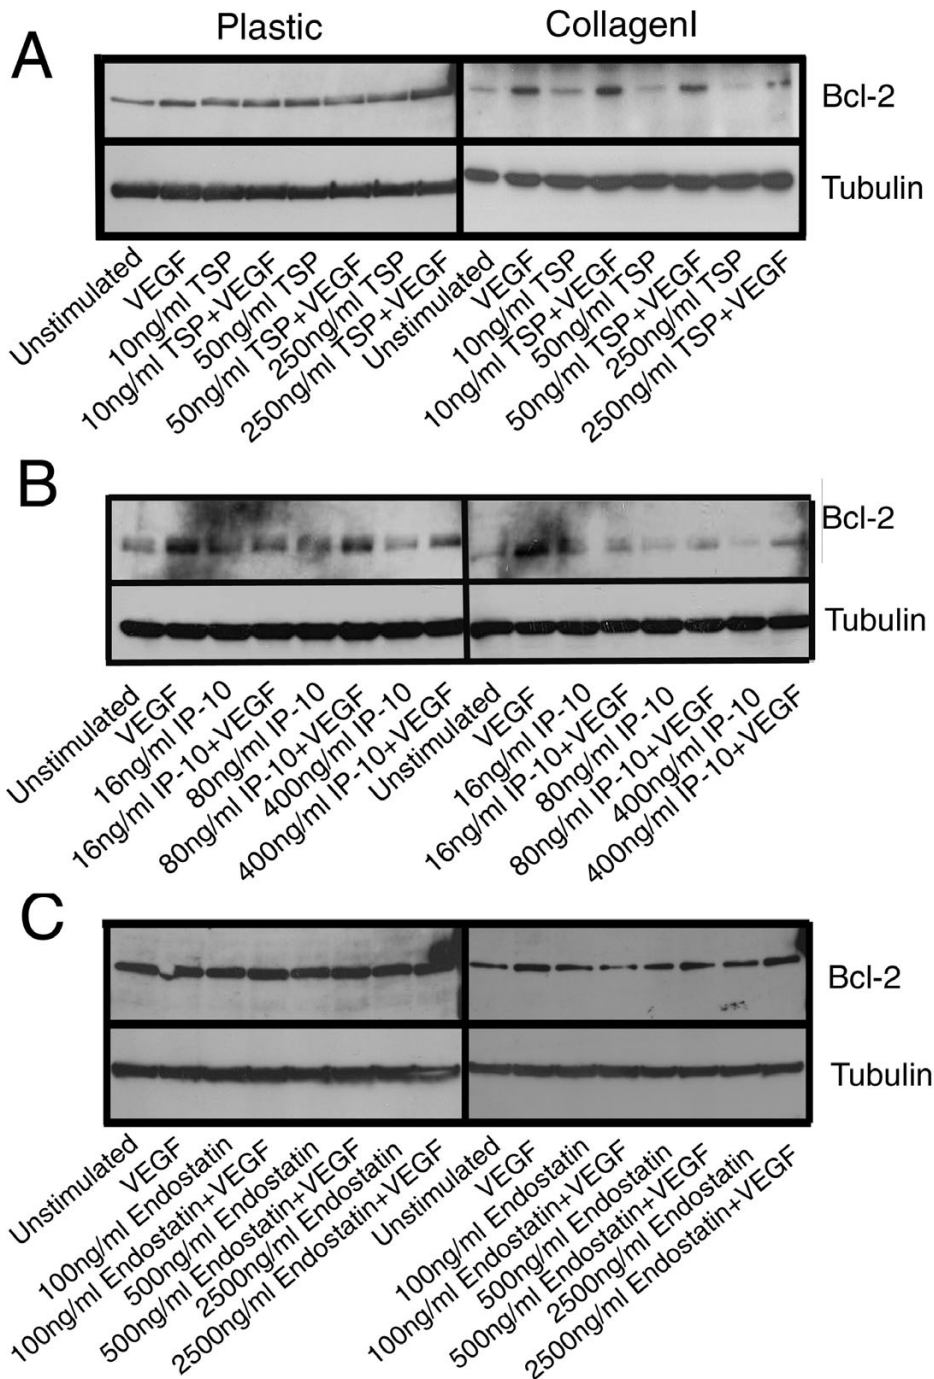 A
Plastic
CollagenI
Bcl-2
Tubulin
Unstimulated
VEGF
10ng/ml TSP
10ng/ml TSP+VEGF
50ng/ml TSP
50ng/ml TSP+VEGF
250ng/ml TSP
250ng/ml TSP+VEGF
Unstimulated
VEGF
10ng/ml TSP
10ng/ml TSP+VEGF
50ng/ml TSP
50ng/ml TSP+VEGF
250ng/ml TSP
250ng/ml TSP+VEGF
B
Bcl-2
Tubulin
Unstimulated
VEGF
16ng/ml IP-10
16ng/ml IP-10+VEGF
80ng/ml IP-10
80ng/ml IP-10+VEGF
400ng/ml IP-10
400ng/ml IP-10+VEGF
Unstimulated
VEGF
16ng/ml IP-10
16ng/ml IP-10+VEGF
80ng/ml IP-10
80ng/ml IP-10+VEGF
400ng/ml IP-10
400ng/ml IP-10+VEGF
C
Bcl-2
Tubulin
Unstimulated
VEGF
100ng/ml Endostatin
100ng/ml Endostatin+VEGF
500ng/ml Endostatin
500ng/ml Endostatin+VEGF
2500ng/ml Endostatin
2500ng/ml Endostatin+VEGF
Unstimulated
VEGF
100ng/ml Endostatin
100ng/ml Endostatin+VEGF
500ng/ml Endostatin
500ng/ml Endostatin+VEGF
2500ng/ml Endostatin
2500ng/ml Endostatin+VEGF